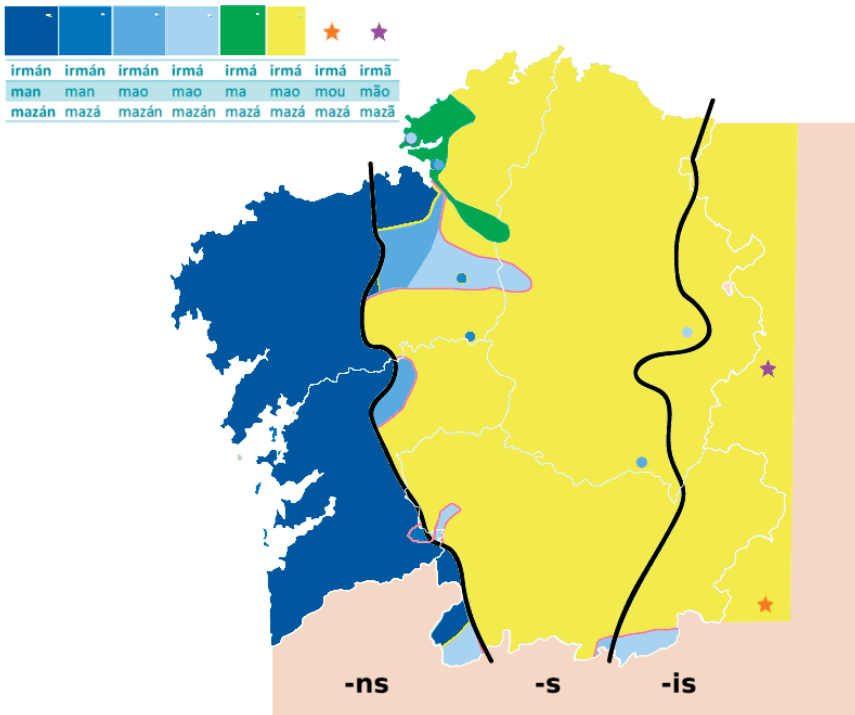 irmán irmán irmán irmá irmá irmá irmá irmã
man man mao mao ma mao mou mão
mazán mazá mazán mazán mazá mazá mazá mazã
-ns -s -is